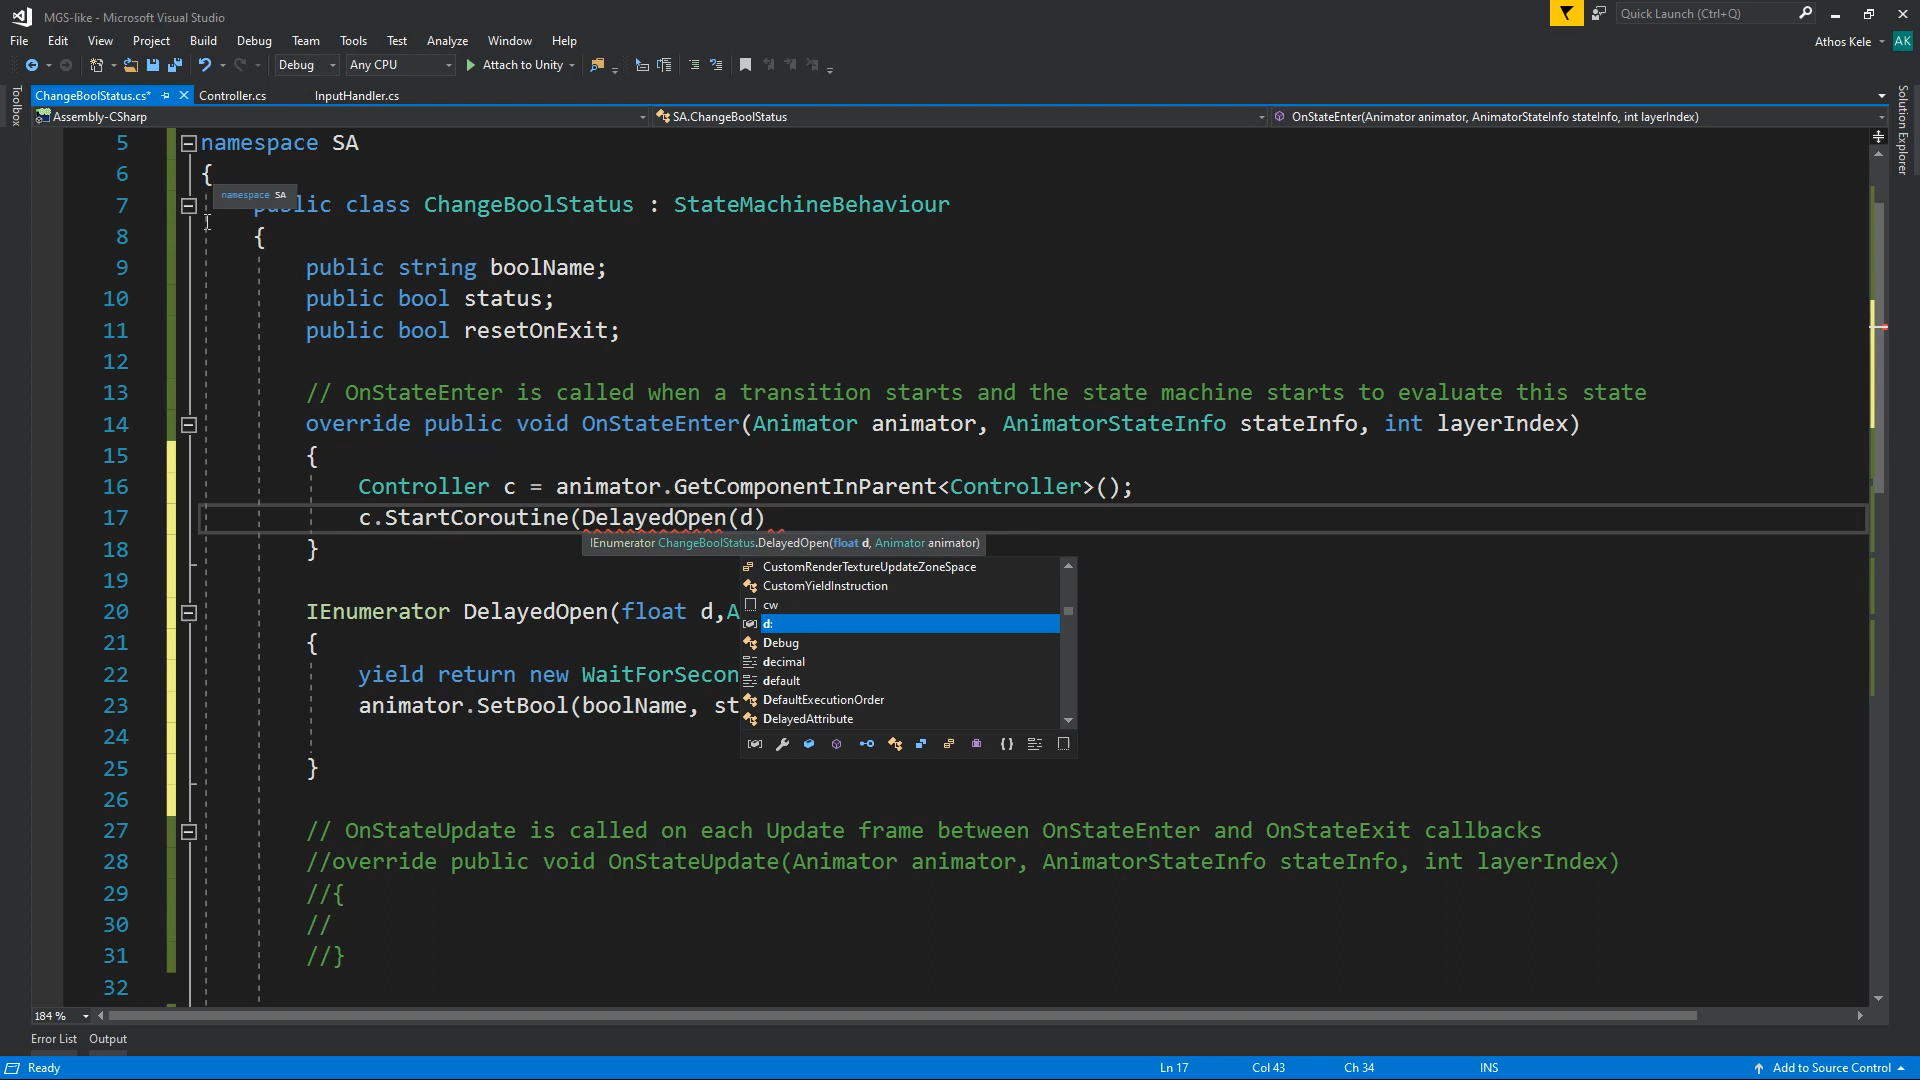 MGS-like - Microsoft Visual Studio
Quick Launch (Ctrl+Q)
File Edit View Project Build Debug Team Tools Test Analyze Window Help
Athos Kele AK
Debug Any CPU Attach to Unity
ChangeBoolStatus.cs* Controller.cs InputHandler.cs
Toolbox
Solution Explorer
Assembly-CSharp SA.ChangeBoolStatus OnStateEnter(Animator animator, AnimatorStateInfo stateInfo, int layerIndex)
5 namespace SA
6 {
namespace SA
7 public class ChangeBoolStatus : StateMachineBehaviour
8 {
9 public string boolName;
10 public bool status;
11 public bool resetOnExit;
12
13 // OnStateEnter is called when a transition starts and the state machine starts to evaluate this state
14 override public void OnStateEnter(Animator animator, AnimatorStateInfo stateInfo, int layerIndex)
15 {
16 Controller c = animator.GetComponentInParent<Controller>();
17 c.StartCoroutine(DelayedOpen(d)
IEnumerator ChangeBoolStatus.DelayedOpen(float d, Animator animator)
18 }
CustomRenderTextureUpdateZoneSpace
CustomYieldInstruction
cw
d:
Debug
decimal
default
DefaultExecutionOrder
DelayedAttribute
19
20 IEnumerator DelayedOpen(float d,A
21 {
22 yield return new WaitForSecon
23 animator.SetBool(boolName, st
24
25 }
26
27 // OnStateUpdate is called on each Update frame between OnStateEnter and OnStateExit callbacks
28 //override public void OnStateUpdate(Animator animator, AnimatorStateInfo stateInfo, int layerIndex)
29 //{
30 //
31 //}
32
184 %
Error List Output
Ready Ln 17 Col 43 Ch 34 INS Add to Source Control